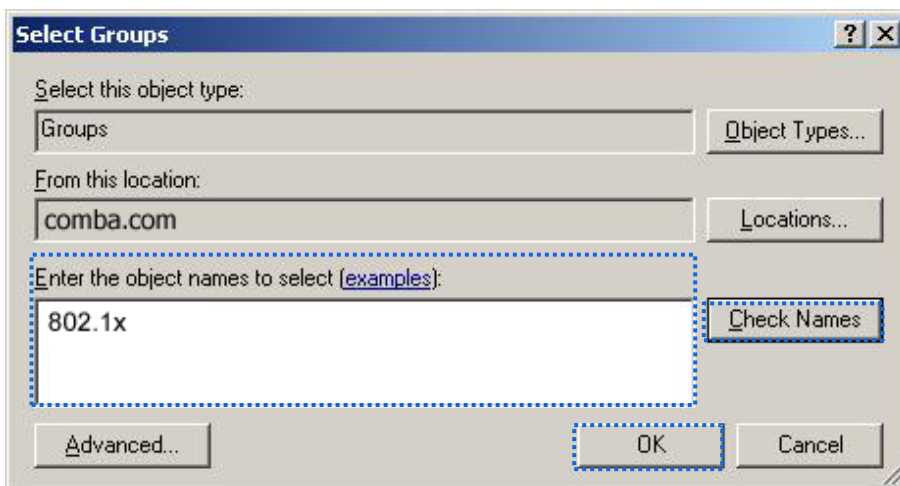 Select Groups
Select this object type:
Groups
Object Types...
From this location:
comba.com
Locations...
Enter the object names to select (examples):
802.1x
Check Names
Advanced...
OK
Cancel